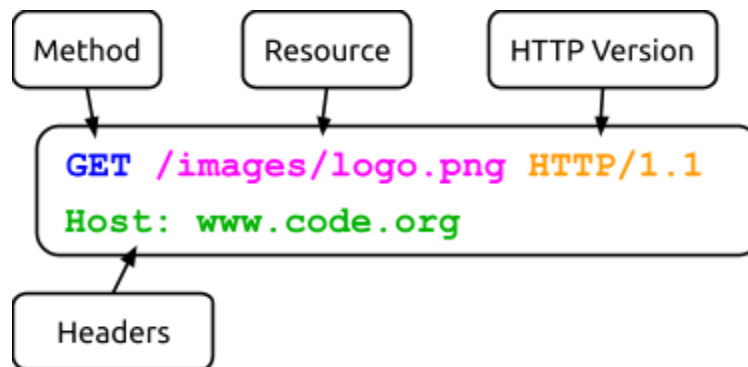 Method
Resource
HTTP Version
GET /images/logo.png HTTP/1.1
Host: www.code.org
Headers